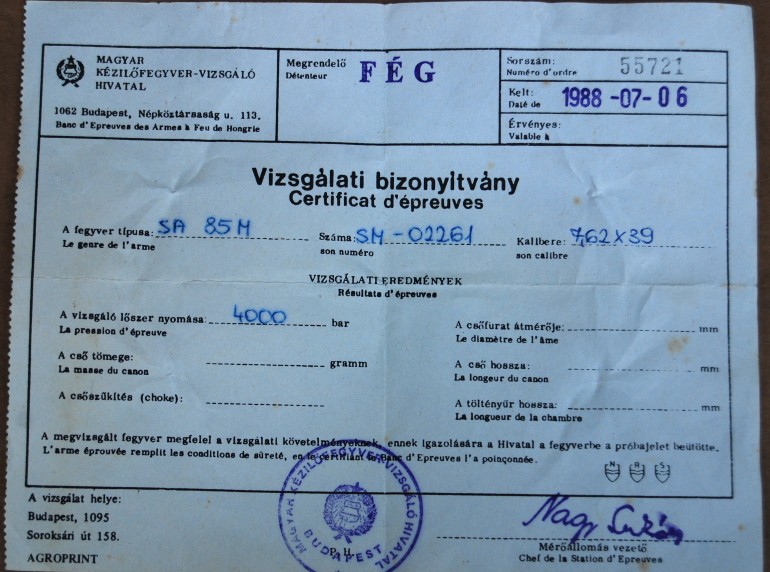 MAGYAR
KÉZILŐFEGYVER-VIZSGÁLÓ
HIVATAL
1062 Budapest, Népköztársaság u. 113.
Banc d'Epreuves des Armes à Feu de Hongrie
Megrendelő
Détenteur
FÉG
Sorszám:
Numéro d'ordre
55721
Kelt:
Daté de
1988-07-06
Érvényes:
Valable à
Vizsgálati bizonyítvány
Certificat d'épreuves
A fegyver típusa: SA 85M Száma: SM-02261 Kalibere: 7,62x39
Le genre de l'arme son numéro son calibre
VIZSGÁLATI EREDMÉNYEK
Résultats d'épreuves
A vizsgáló lőszer nyomása: 4000 bar
La pression d'épreuve
A cső tömege: gramm
La masse du canon
A csőszűkítés (choke):
A csőfurat átmérője: mm
Le diamètre de l'âme
A cső hossza: mm
La longeur du canon
A töltényűr hossza: mm
La longueur de la chambre
A megvizsgált fegyver megfelel a vizsgálati követelményeknek, ennek igazolására a Hivatal a fegyverbe a próbajelet beütötte.
L'arme éprouvée remplit les conditions de sûreté, en le certifiant le Banc d'Epreuves l'a poinçonnée.
N R S
A vizsgálat helye:
Budapest, 1095
Soroksári út 158.
AGROPRINT
MAGYAR KÉZILŐFEGYVERVIZSGÁLÓ HIVATAL
BUDAPEST
P. H.
Mérőállomás vezető
Chef de la Station d'Epreuves